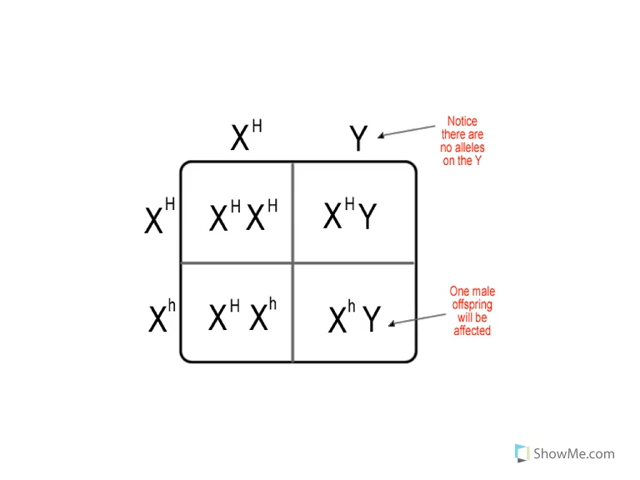 X^H Y
Notice
there are
no alleles
on the Y
X^H X^H X^H X^H Y
X^h X^H X^h X^h Y
One male
offspring
will be
affected
ShowMe.com